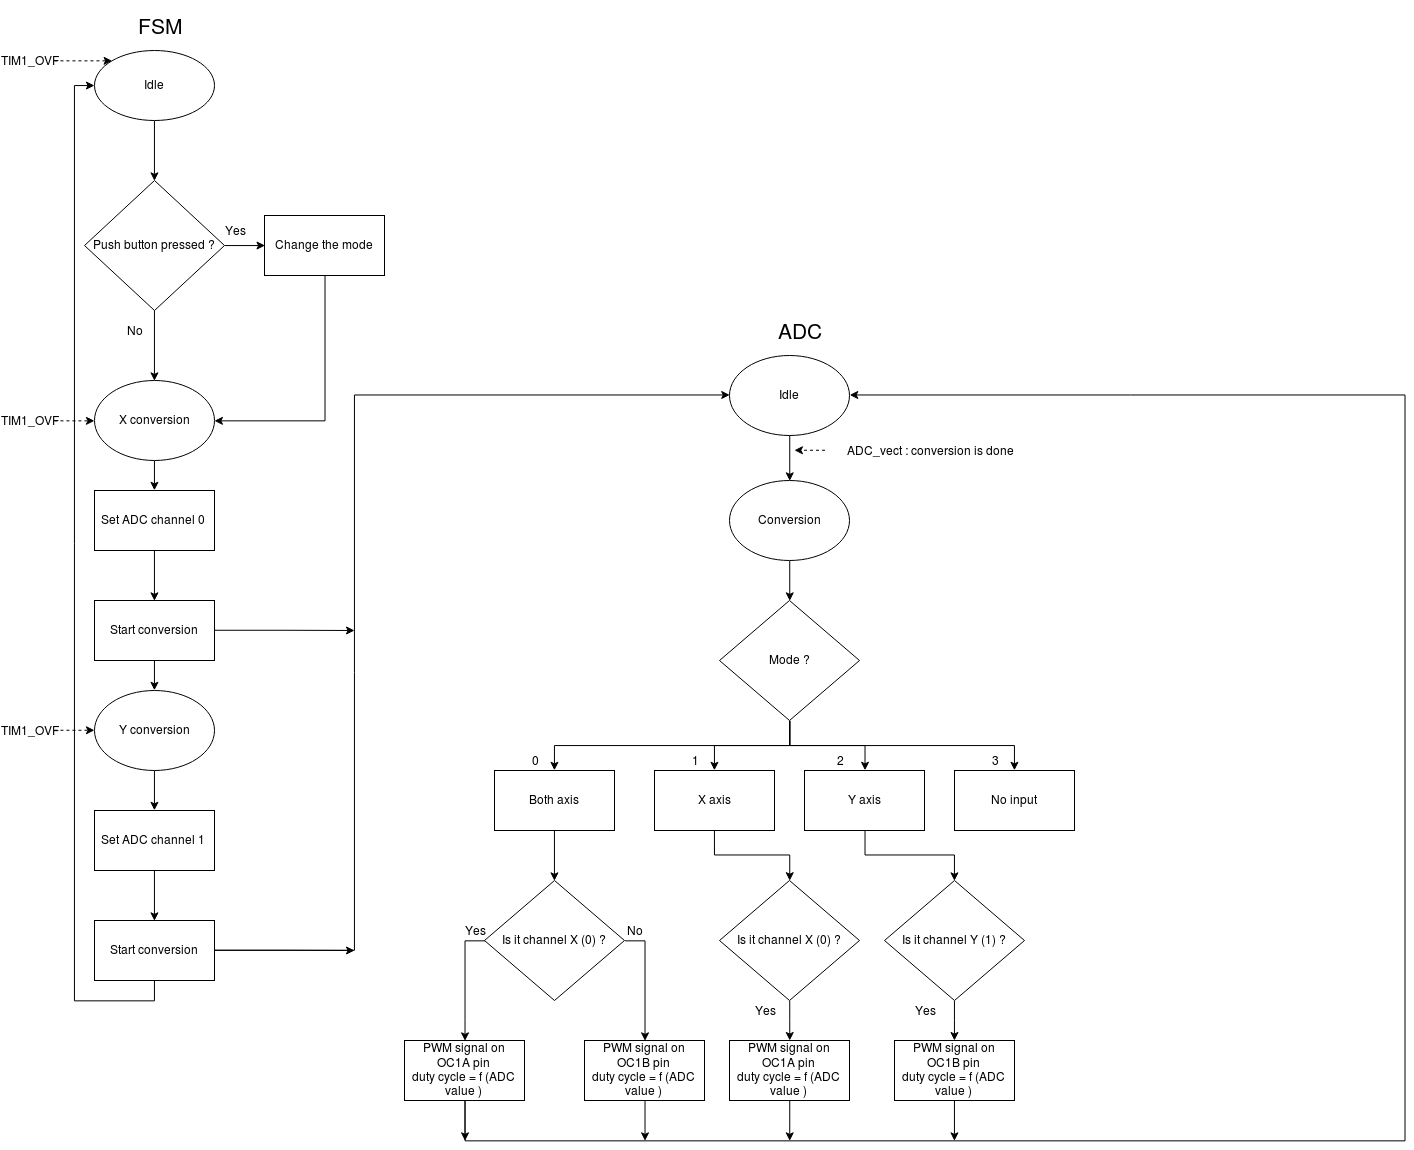 FSM
TIM1_OVF
Idle
Push button pressed ?
Yes
Change the mode
No
TIM1_OVF
X conversion
Set ADC channel 0
Start conversion
TIM1_OVF
Y conversion
Set ADC channel 1
Start conversion
ADC
Idle
ADC_vect : conversion is done
Conversion
Mode ?
0
1
2
3
Both axis
X axis
Y axis
No input
Yes
Is it channel X (0) ?
No
Is it channel X (0) ?
Is it channel Y (1) ?
Yes
Yes
PWM signal on
OC1A pin
duty cycle = f (ADC
value )
PWM signal on
OC1B pin
duty cycle = f (ADC
value )
PWM signal on
OC1A pin
duty cycle = f (ADC
value )
PWM signal on
OC1B pin
duty cycle = f (ADC
value )